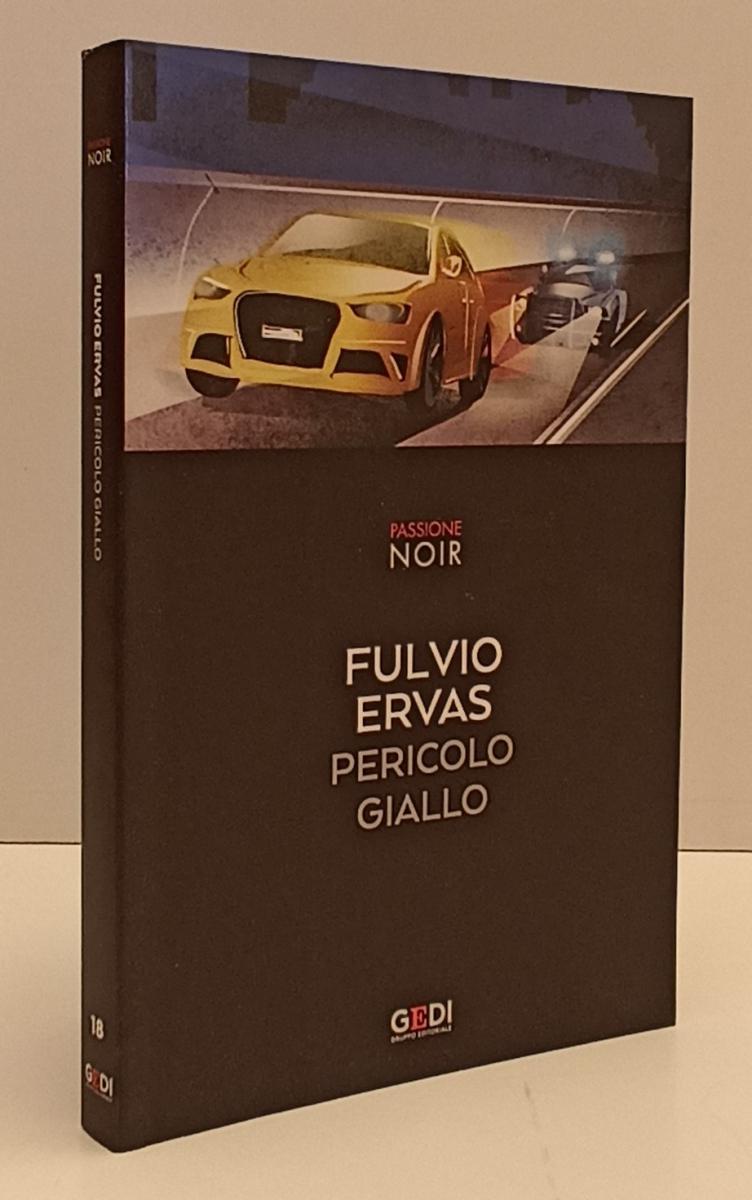 PASSIONE
NOIR
FULVIO ERVAS PERICOLO GIALLO
18
GEDI
PASSIONE
NOIR
FULVIO
ERVAS
PERICOLO
GIALLO
GEDI
GRUPPO EDITORIALE